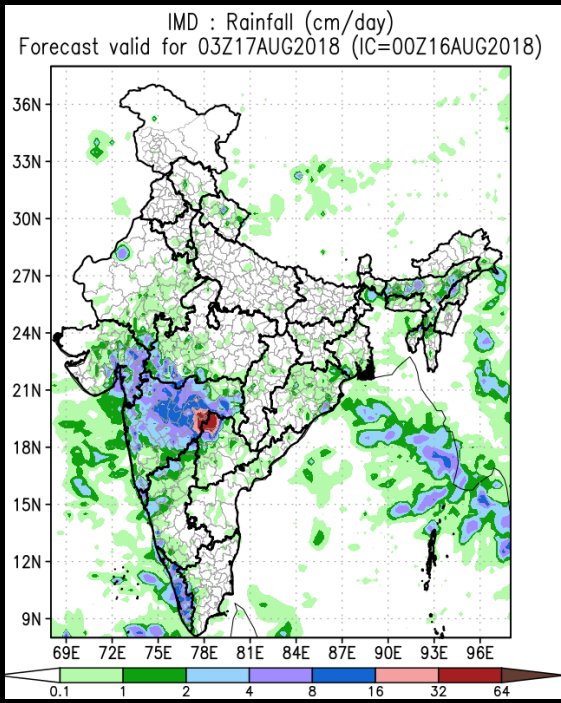 IMD : Rainfall (cm/day)
Forecast valid for 03Z17AUG2018 (IC=00Z16AUG2018)
36N
33N
30N
27N
24N
21N
18N
15N
12N
9N
69E 72E 75E 78E 81E 84E 87E 90E 93E 96E
0.1 1 2 4 8 16 32 64